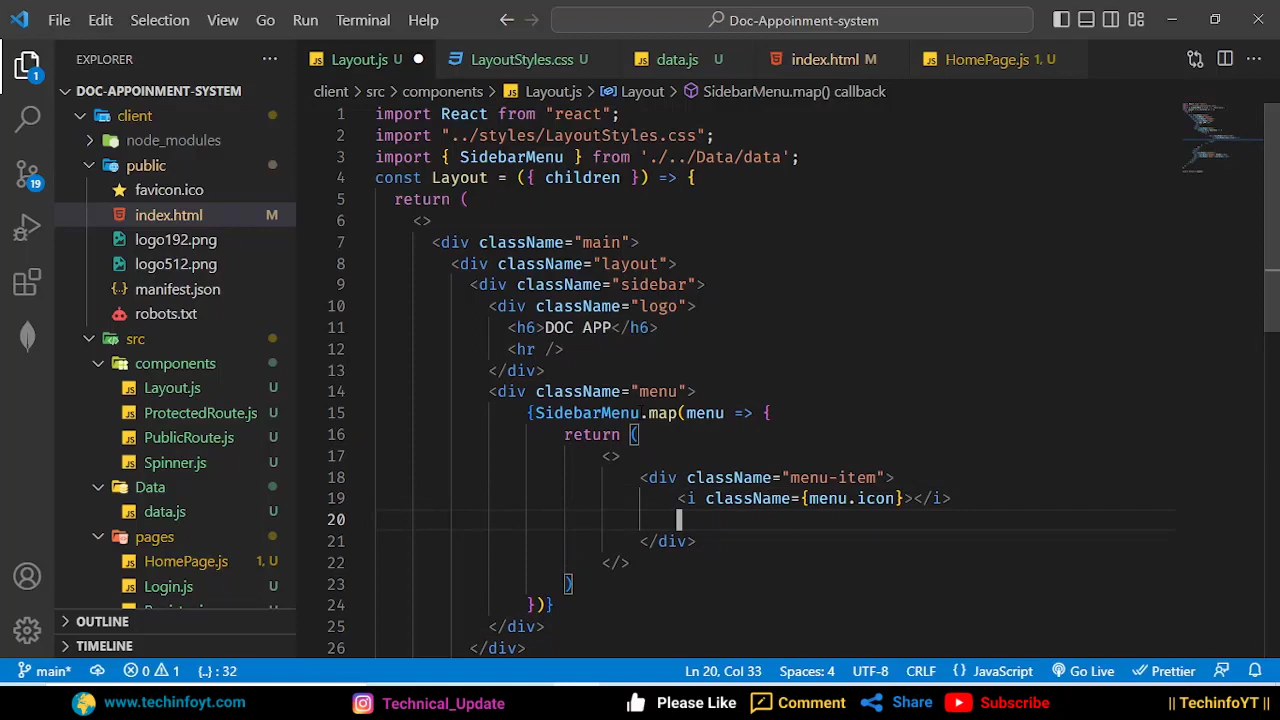 File Edit Selection View Go Run Terminal Help Doc-Appoinment-system
EXPLORER
Layout.js U LayoutStyles.css U data.js U index.html M HomePage.js 1, U
DOC-APPOINMENT-SYSTEM
client > src > components > Layout.js > Layout > SidebarMenu.map() callback
client
node_modules
public
favicon.ico
index.html M
logo192.png
logo512.png
manifest.json
robots.txt
src
components
Layout.js U
ProtectedRoute.js U
PublicRoute.js U
Spinner.js U
Data
data.js U
pages
HomePage.js 1, U
Login.js U
OUTLINE
TIMELINE
1
19
1 import React from "react";
2 import "../styles/LayoutStyles.css";
3 import { SidebarMenu } from './../Data/data';
4 const Layout = ({ children }) => {
5 return (
6 <>
7 <div className="main">
8 <div className="layout">
9 <div className="sidebar">
10 <div className="logo">
11 <h6>DOC APP</h6>
12 <hr />
13 </div>
14 <div className="menu">
15 {SidebarMenu.map(menu => {
16 return (
17 <>
18 <div className="menu-item">
19 <i className={menu.icon}></i>
20
21 </div>
22 </>
23 )
24 })}
25 </div>
26 </div>
main* 0 1 {..} : 32 Ln 20, Col 33 Spaces: 4 UTF-8 CRLF {} JavaScript Go Live Prettier
www.techinfoyt.com Technical_Update Please Like Comment Share Subscribe || TechinfoYT ||